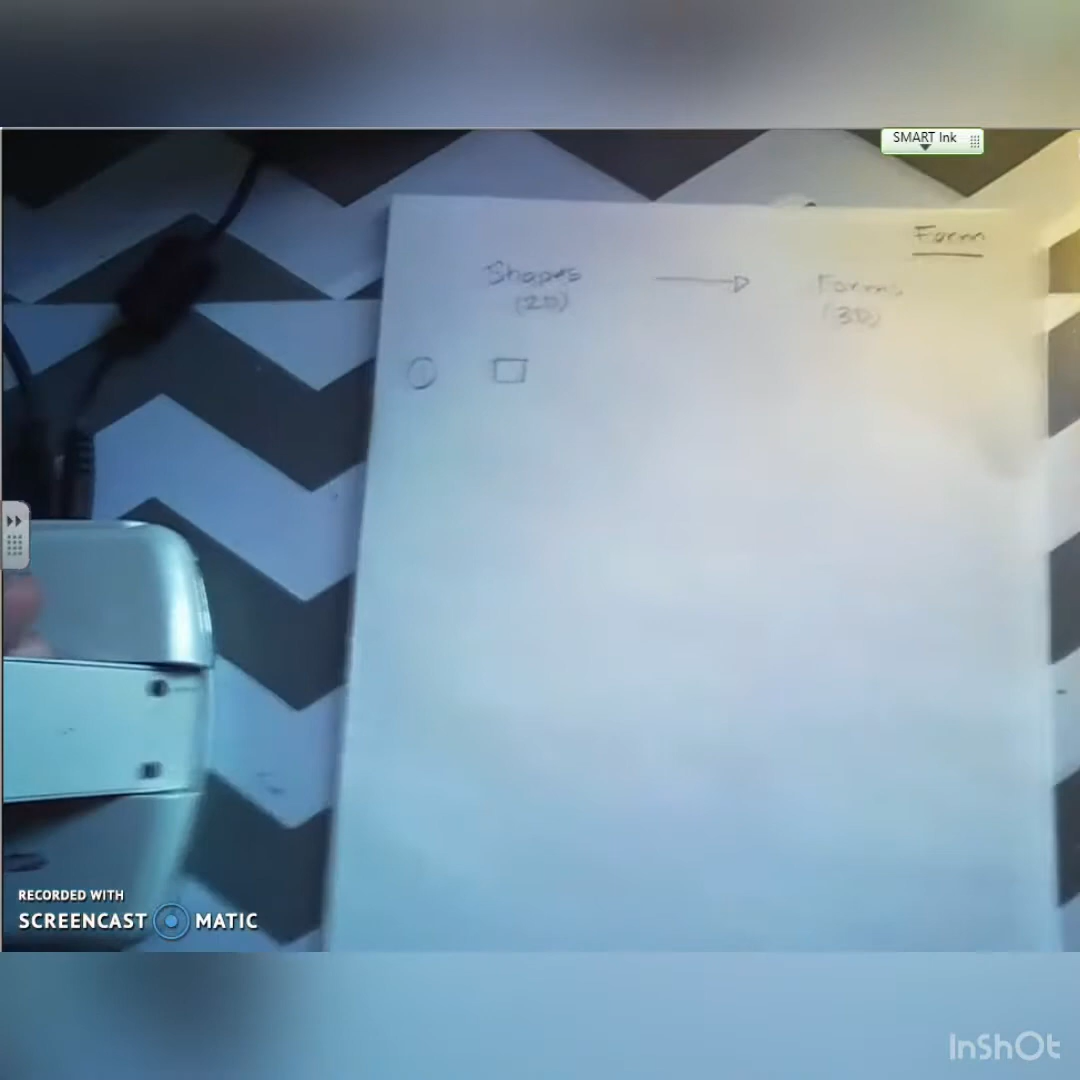 SMART Ink
Form
Shapes → Forms
(2D) (3D)
RECORDED WITH
SCREENCAST MATIC
InShOt